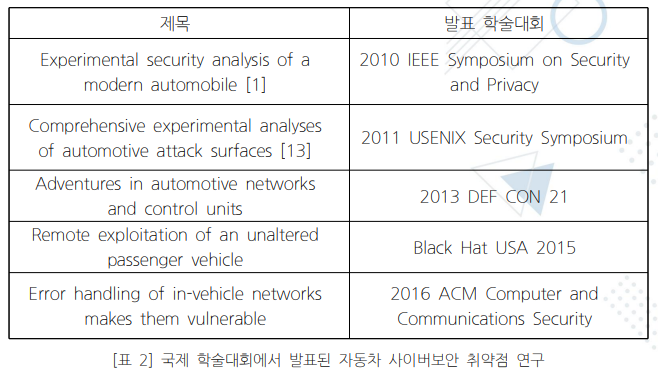 제목
발표 학술대회
Experimental security analysis of a
modern automobile [1]
2010 IEEE Symposium on Security
and Privacy
Comprehensive experimental analyses
of automotive attack surfaces [13]
2011 USENIX Security Symposium
Adventures in automotive networks
and control units
2013 DEF CON 21
Remote exploitation of an unaltered
passenger vehicle
Black Hat USA 2015
Error handling of in-vehicle networks
makes them vulnerable
2016 ACM Computer and
Communications Security
[표 2] 국제 학술대회에서 발표된 자동차 사이버보안 취약점 연구